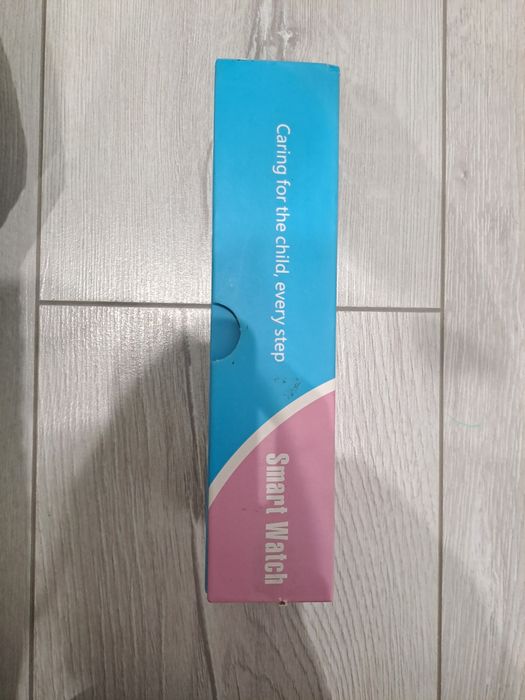 Caring for the child, every step
Smart Watch